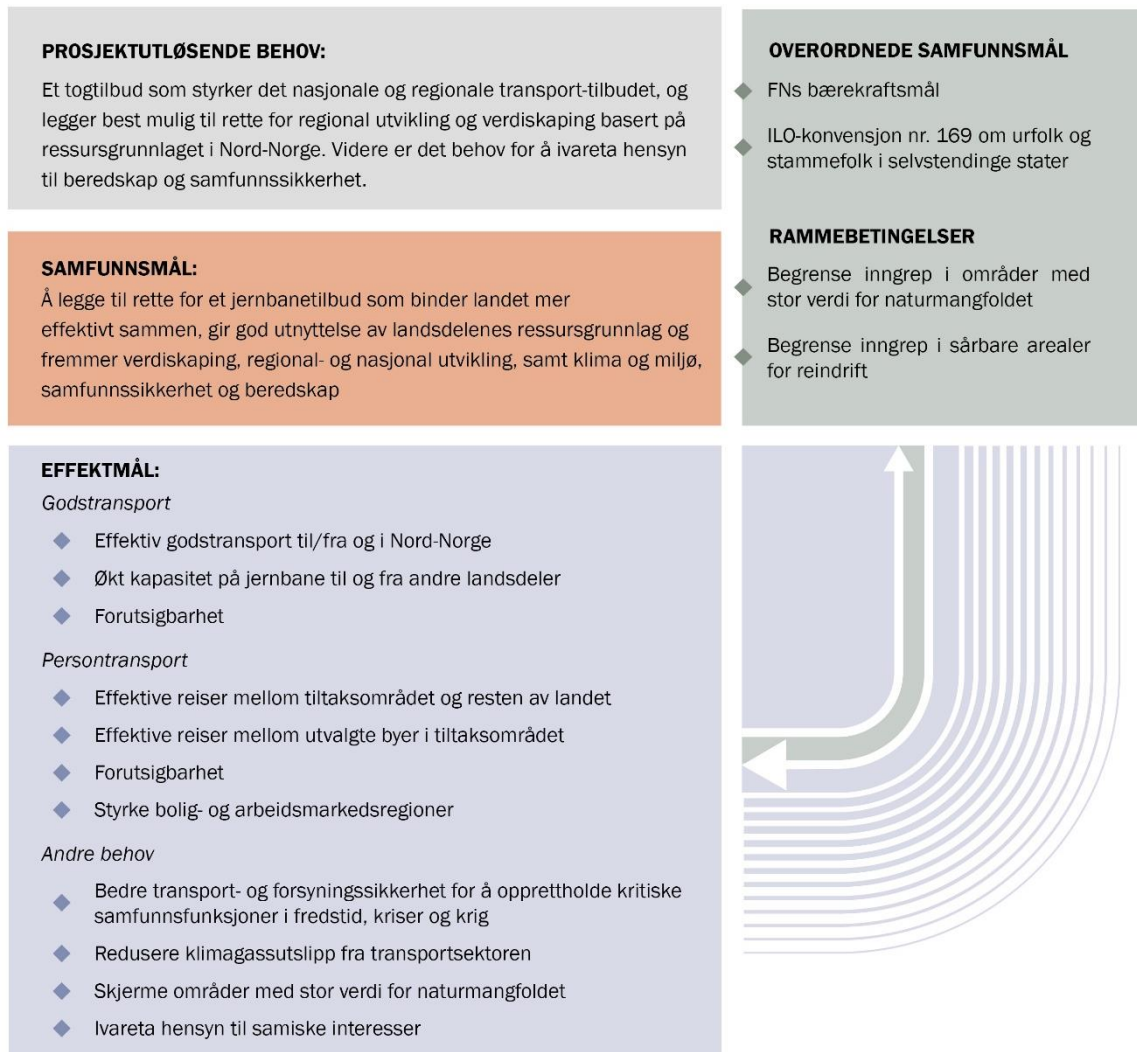 PROSJEKTUTLØSENDE BEHOV:
Et togtilbud som styrker det nasjonale og regionale transport-tilbudet, og
legger best mulig til rette for regional utvikling og verdiskaping basert på
ressursgrunnlaget i Nord-Norge. Videre er det behov for å ivareta hensyn
til beredskap og samfunnssikkerhet.
SAMFUNNSMÅL:
Å legge til rette for et jernbanetilbud som binder landet mer
effektivt sammen, gir god utnyttelse av landsdelenes ressursgrunnlag og
fremmer verdiskaping, regional- og nasjonal utvikling, samt klima og miljø,
samfunnssikkerhet og beredskap
OVERORDNEDE SAMFUNNSMÅL
FNs bærekraftsmål
ILO-konvensjon nr. 169 om urfolk og
stammefolk i selvstendinge stater
RAMMEBETINGELSER
Begrense inngrep i områder med
stor verdi for naturmangfoldet
Begrense inngrep i sårbare arealer
for reindrift
EFFEKTMÅL:
Godstransport
Effektiv godstransport til/fra og i Nord-Norge
Økt kapasitet på jernbane til og fra andre landsdeler
Forutsigbarhet
Persontransport
Effektive reiser mellom tiltaksområdet og resten av landet
Effektive reiser mellom utvalgte byer i tiltaksområdet
Forutsigbarhet
Styrke bolig- og arbeidsmarkedsregioner
Andre behov
Bedre transport- og forsyningssikkerhet for å opprettholde kritiske
samfunnsfunksjoner i fredstid, kriser og krig
Redusere klimagassutslipp fra transportsektoren
Skjerme områder med stor verdi for naturmangfoldet
Ivareta hensyn til samiske interesser